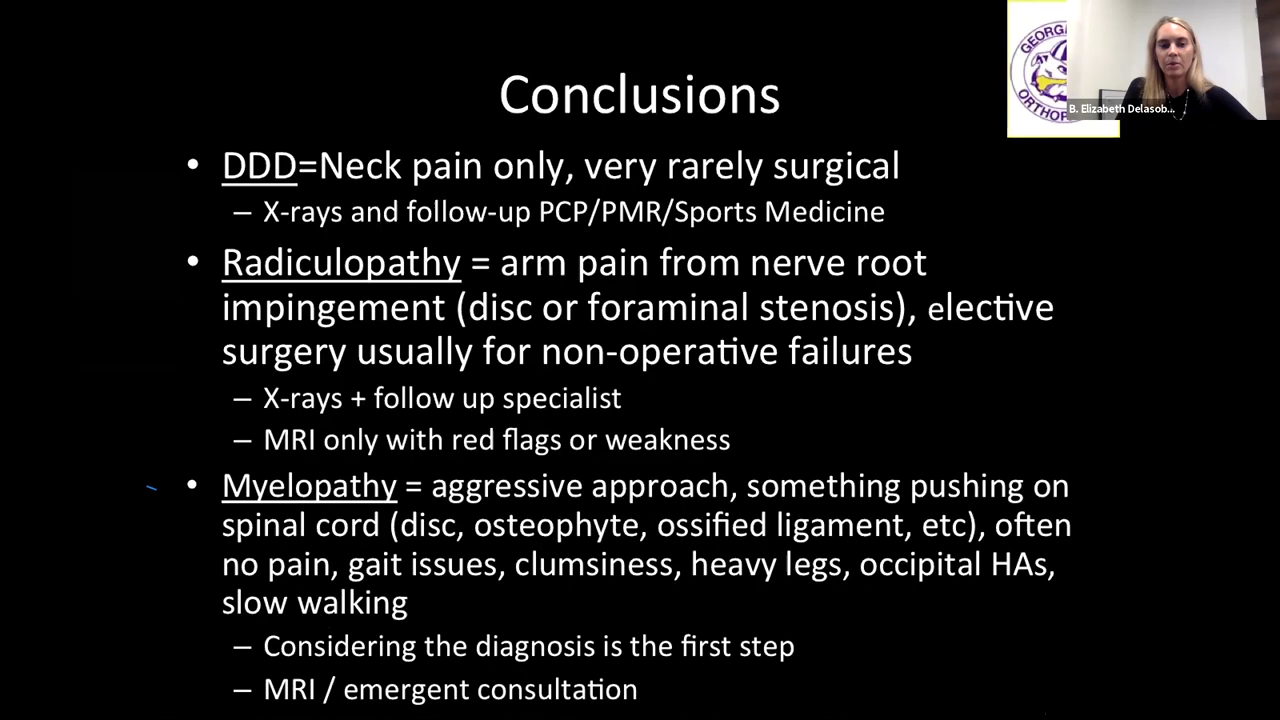 Conclusions
• DDD=Neck pain only, very rarely surgical
– X-rays and follow-up PCP/PMR/Sports Medicine
• Radiculopathy = arm pain from nerve root
impingement (disc or foraminal stenosis), elective
surgery usually for non-operative failures
– X-rays + follow up specialist
– MRI only with red flags or weakness
• Myelopathy = aggressive approach, something pushing on
spinal cord (disc, osteophyte, ossified ligament, etc), often
no pain, gait issues, clumsiness, heavy legs, occipital HAs,
slow walking
– Considering the diagnosis is the first step
– MRI / emergent consultation
GEORG
ORTHOP
B. Elizabeth Delasob...